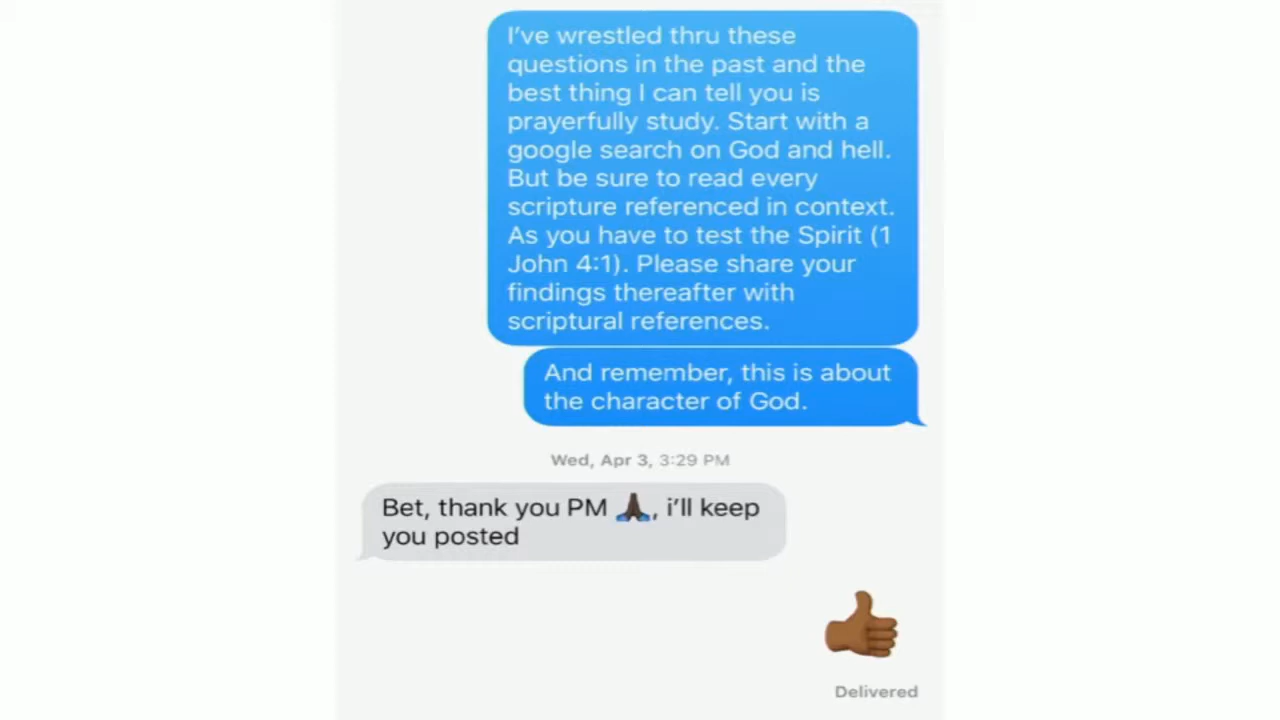 I've wrestled thru these
questions in the past and the
best thing I can tell you is
prayerfully study. Start with a
google search on God and hell.
But be sure to read every
scripture referenced in context.
As you have to test the Spirit (1
John 4:1). Please share your
findings thereafter with
scriptural references.
And remember, this is about
the character of God.
Wed, Apr 3, 3:29 PM
Bet, thank you PM 🙏🏿, i'll keep
you posted
👍🏾
Delivered